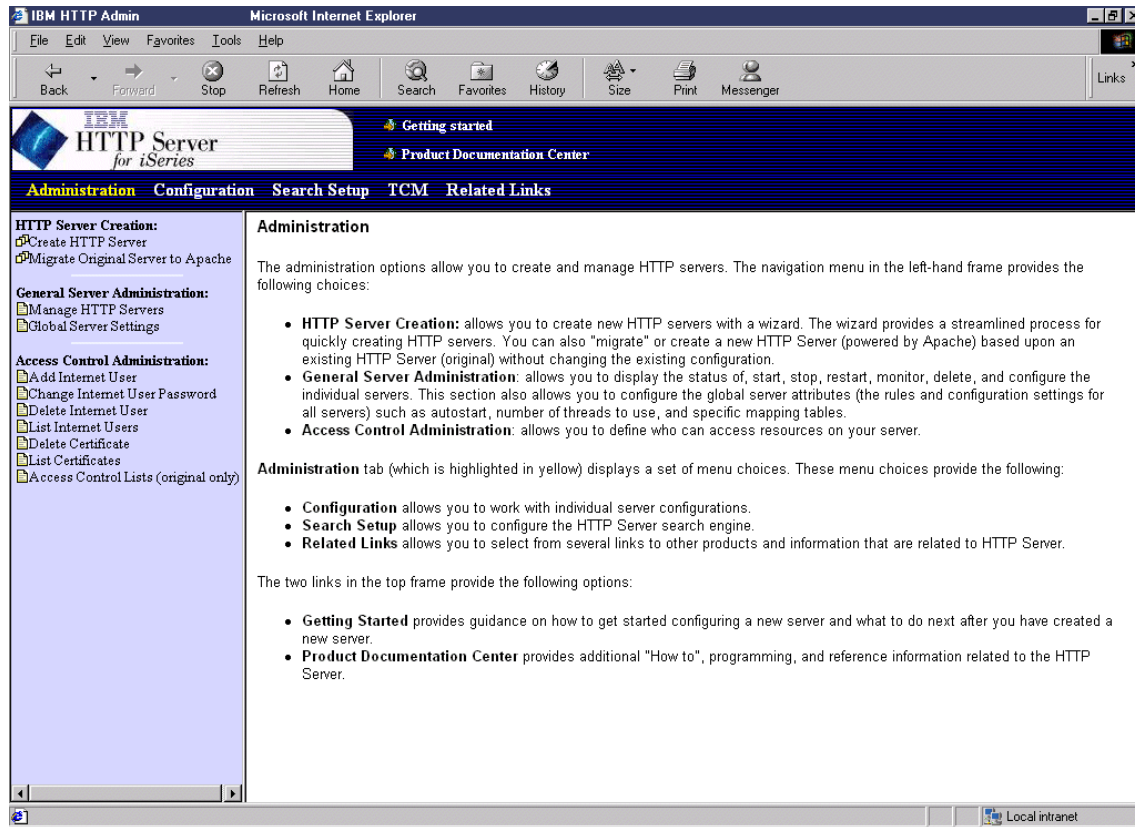 IBM HTTP Admin Microsoft Internet Explorer
File Edit View Favorites Tools Help
Back Forward Stop Refresh Home Search Favorites History Size Print Messenger Links
IBM
HTTP Server
for iSeries
Getting started
Product Documentation Center
Administration Configuration Search Setup TCM Related Links
HTTP Server Creation:
Create HTTP Server
Migrate Original Server to Apache
General Server Administration:
Manage HTTP Servers
Global Server Settings
Access Control Administration:
Add Internet User
Change Internet User Password
Delete Internet User
List Internet Users
Delete Certificate
List Certificates
Access Control Lists (original only)
Administration
The administration options allow you to create and manage HTTP servers. The navigation menu in the left-hand frame provides the
following choices:
• HTTP Server Creation: allows you to create new HTTP servers with a wizard. The wizard provides a streamlined process for
quickly creating HTTP servers. You can also "migrate" or create a new HTTP Server (powered by Apache) based upon an
existing HTTP Server (original) without changing the existing configuration.
• General Server Administration: allows you to display the status of, start, stop, restart, monitor, delete, and configure the
individual servers. This section also allows you to configure the global server attributes (the rules and configuration settings for
all servers) such as autostart, number of threads to use, and specific mapping tables.
• Access Control Administration: allows you to define who can access resources on your server.
Administration tab (which is highlighted in yellow) displays a set of menu choices. These menu choices provide the following:
• Configuration allows you to work with individual server configurations.
• Search Setup allows you to configure the HTTP Server search engine.
• Related Links allows you to select from several links to other products and information that are related to HTTP Server.
The two links in the top frame provide the following options:
• Getting Started provides guidance on how to get started configuring a new server and what to do next after you have created a
new server.
• Product Documentation Center provides additional "How to", programming, and reference information related to the HTTP
Server.
Local intranet